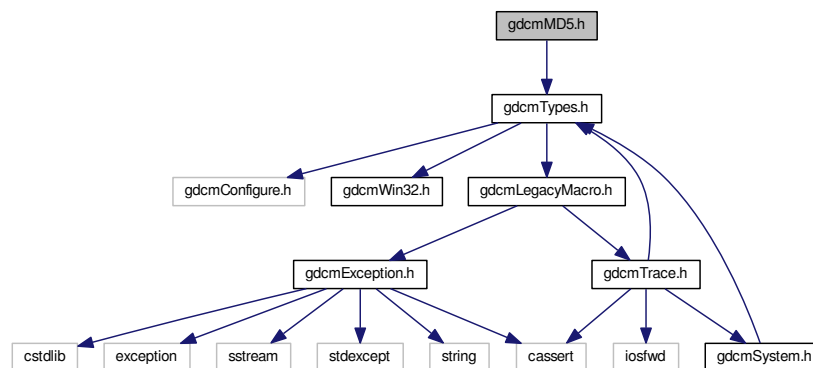 gdcmMD5.h
gdcmTypes.h
gdcmConfigure.h
gdcmWin32.h
gdcmLegacyMacro.h
gdcmException.h
gdcmTrace.h
cstdlib
exception
sstream
stdexcept
string
cassert
iosfwd
gdcmSystem.h